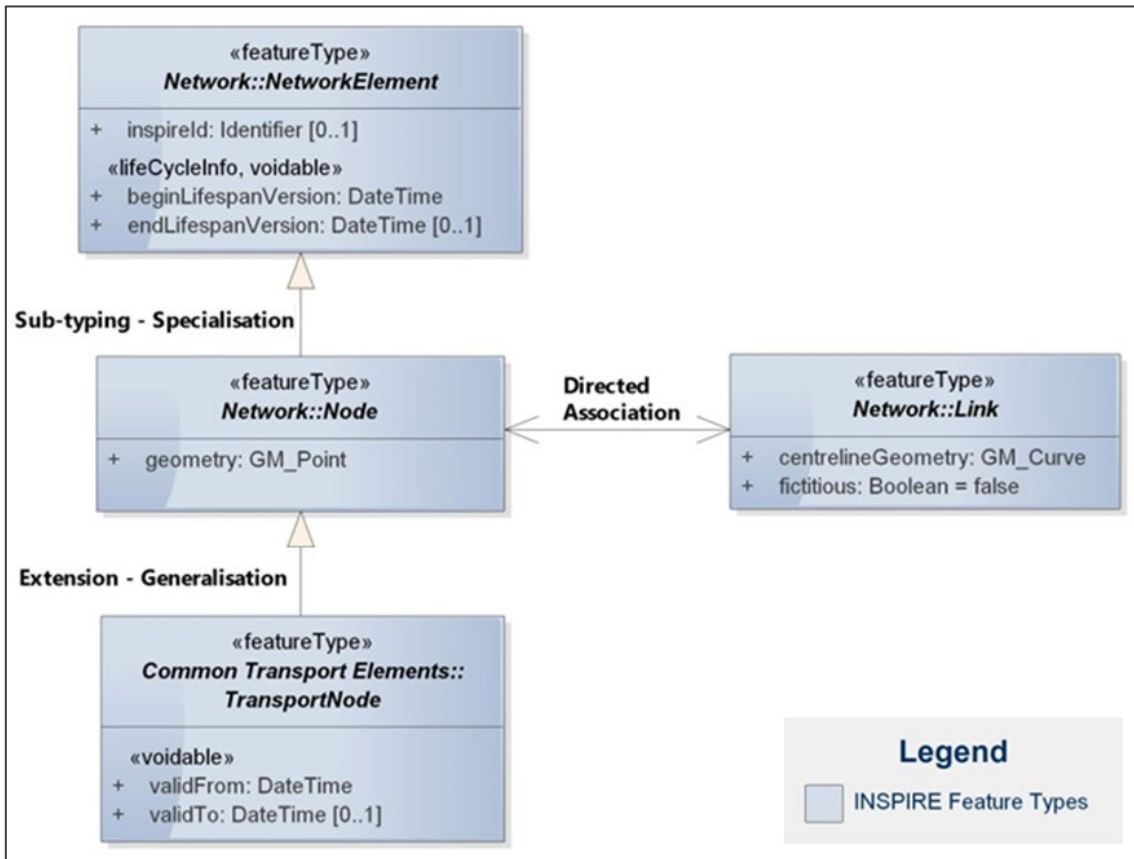 «featureType»
Network::NetworkElement
+ inspireId: Identifier [0..1]
«lifeCycleInfo, voidable»
+ beginLifespanVersion: DateTime
+ endLifespanVersion: DateTime [0..1]
Sub-typing - Specialisation
«featureType»
Network::Node
+ geometry: GM_Point
Directed
Association
«featureType»
Network::Link
+ centrelineGeometry: GM_Curve
+ fictitious: Boolean = false
Extension - Generalisation
«featureType»
Common Transport Elements::
TransportNode
«voidable»
+ validFrom: DateTime
+ validTo: DateTime [0..1]
Legend
INSPIRE Feature Types